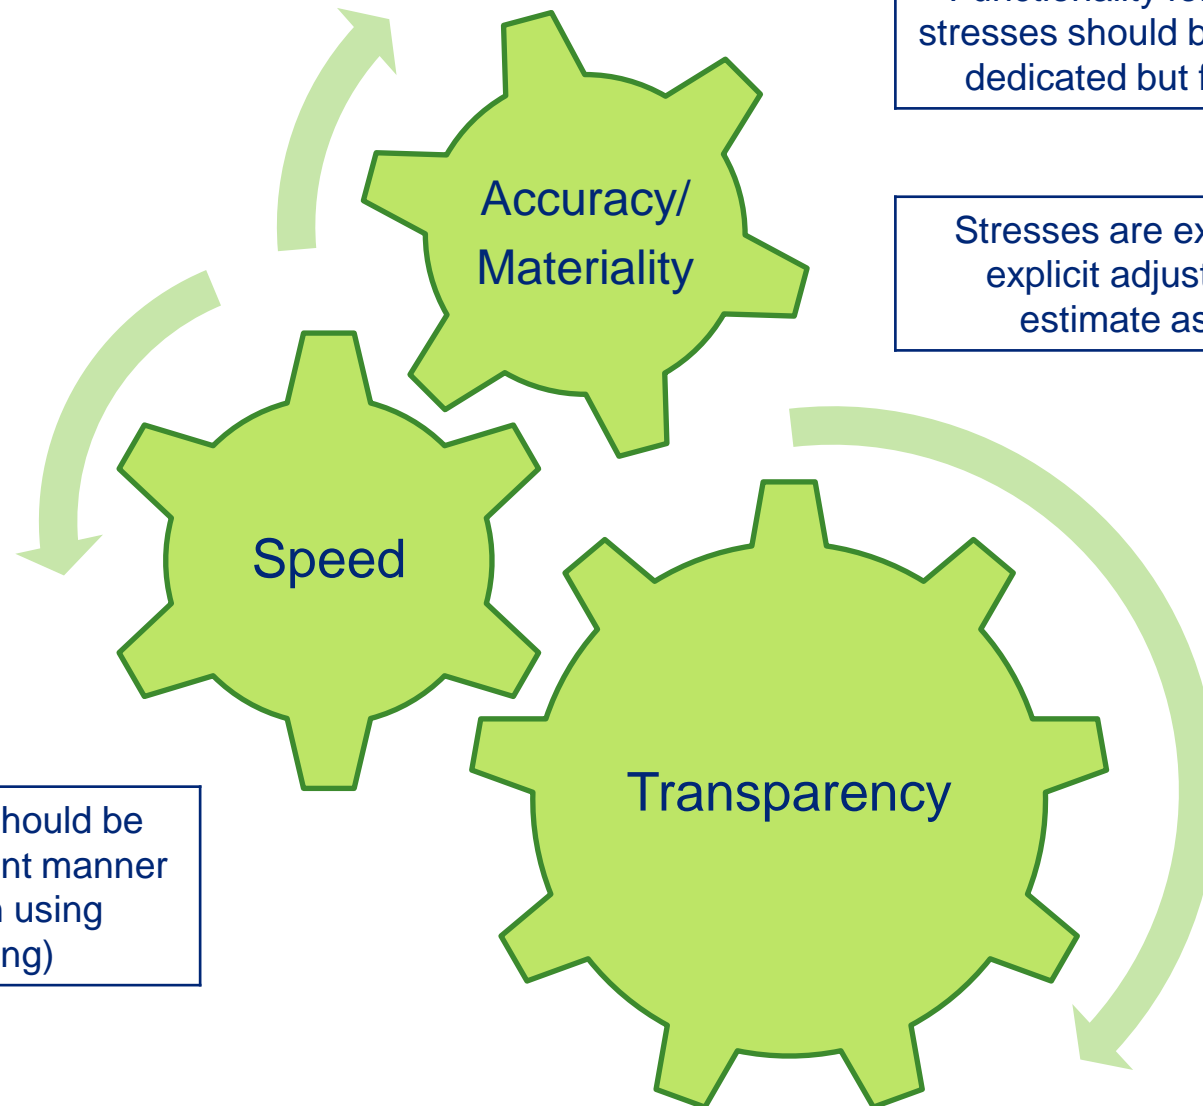 stresses should b
dedicated but f
Accuracy/
Materiality
Stresses are ex
explicit adjust
estimate as
Speed
Transparency
hould be
nt manner
n using
ng)